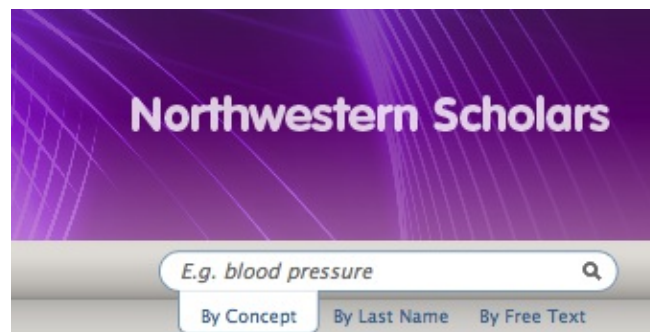 Northwestern Scholars
E.g. blood pressure
By Concept By Last Name By Free Text